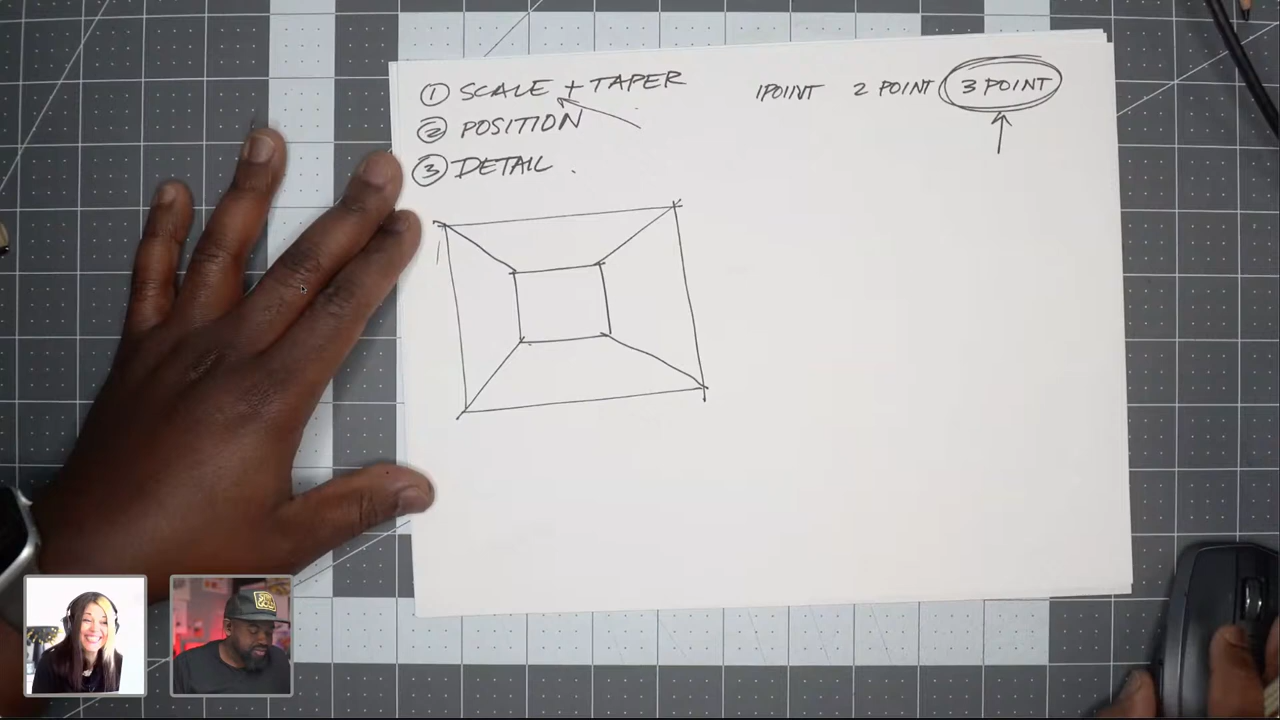 ① SCALE + TAPER
② POSITION
③ DETAIL
1POINT 2 POINT 3 POINT